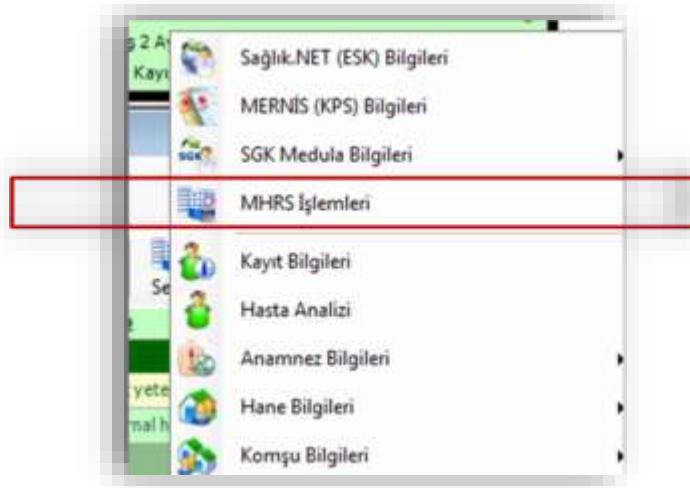 Sağlık.NET (ESK) Bilgileri
MERNİS (KPS) Bilgileri
SGK Medula Bilgileri
MHRS İşlemleri
Kayıt Bilgileri
Hasta Analizi
Anamnez Bilgileri
Hane Bilgileri
Komşu Bilgileri